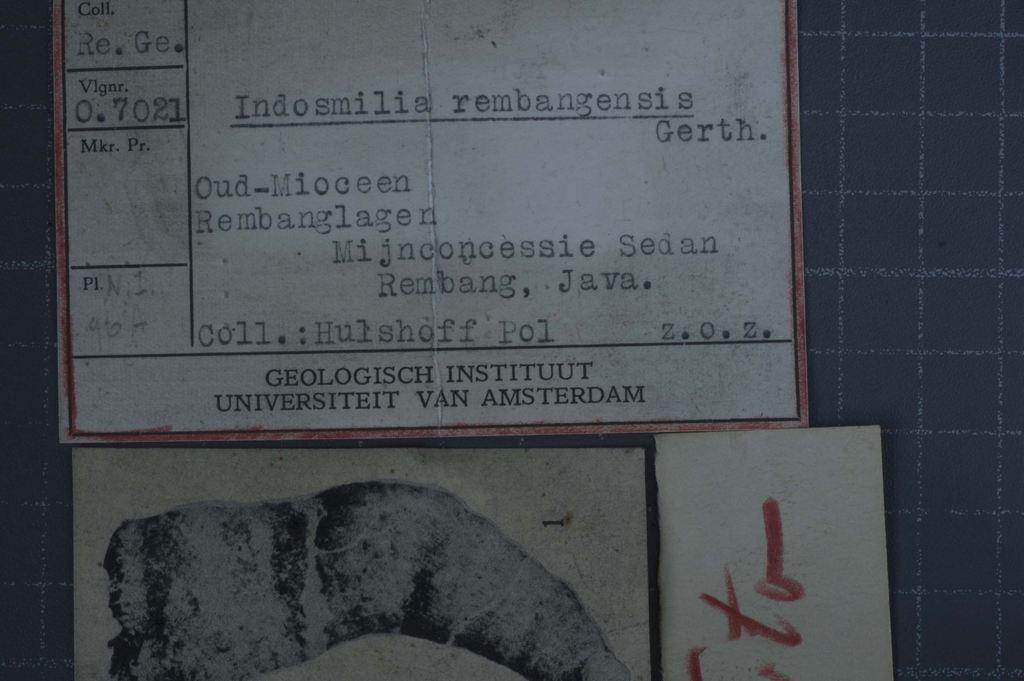 Coll.
Re. Ge.
Vlgnr.
O.7021
Mkr. Pr.
Pl. N.I.
96 A
Indosmilia rembangensis
Gerth.
Oud-Mioceen
Rembanglagen
Mijnconcessie Sedan
Rembang, Java.
Coll.:Hulshoff Pol z.o.z.
GEOLOGISCH INSTITUUT
UNIVERSITEIT VAN AMSTERDAM
1